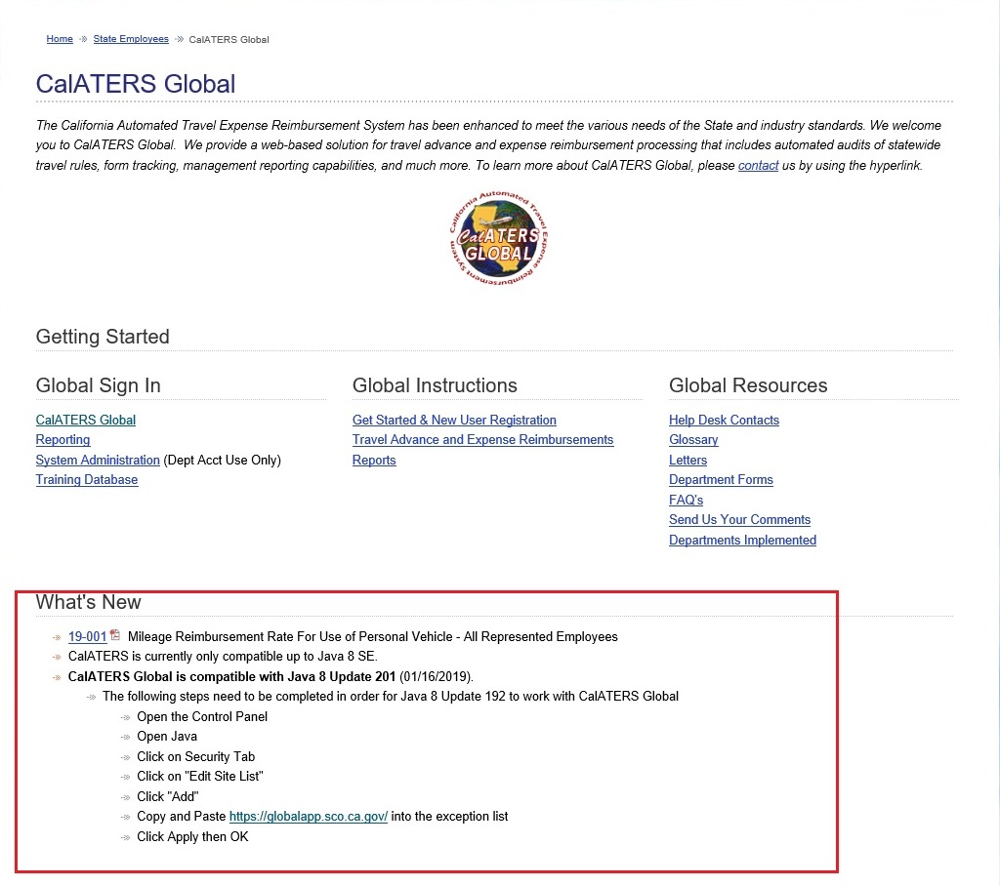 Home State Employees CalATERS Global
CalATERS Global
The California Automated Travel Expense Reimbursement System has been enhanced to meet the various needs of the State and industry standards. We welcome
you to CalATERS Global. We provide a web-based solution for travel advance and expense reimbursement processing that includes automated audits of statewide
travel rules, form tracking, management reporting capabilities, and much more. To learn more about CalATERS Global, please contact us by using the hyperlink.
California Automated Travel Expense Reimbursement System
CalATERS
GLOBAL
Getting Started
Global Sign In
CalATERS Global
Reporting
System Administration (Dept Acct Use Only)
Training Database
Global Instructions
Get Started & New User Registration
Travel Advance and Expense Reimbursements
Reports
Global Resources
Help Desk Contacts
Glossary
Letters
Department Forms
FAQ's
Send Us Your Comments
Departments Implemented
What's New
19-001 Mileage Reimbursement Rate For Use of Personal Vehicle - All Represented Employees
CalATERS is currently only compatible up to Java 8 SE.
CalATERS Global is compatible with Java 8 Update 201 (01/16/2019).
The following steps need to be completed in order for Java 8 Update 192 to work with CalATERS Global
Open the Control Panel
Open Java
Click on Security Tab
Click on "Edit Site List"
Click "Add"
Copy and Paste https://globalapp.sco.ca.gov/ into the exception list
Click Apply then OK